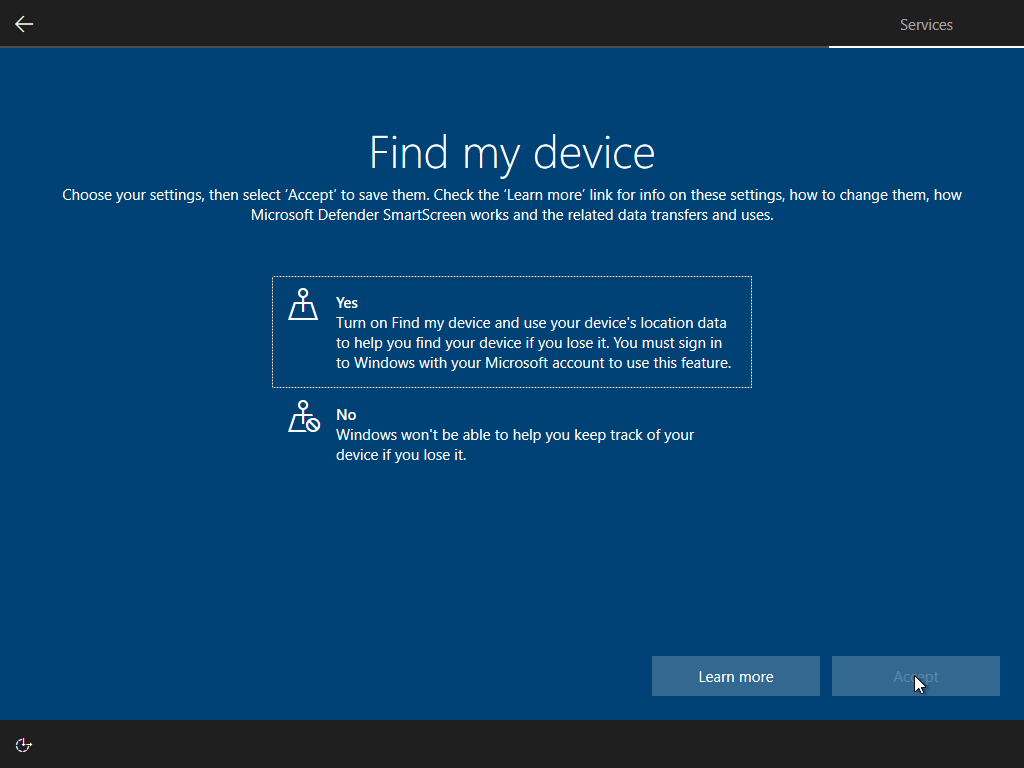 Services
Find my device
Choose your settings, then select ‘Accept’ to save them. Check the ‘Learn more’ link for info on these settings, how to change them, how
Microsoft Defender SmartScreen works and the related data transfers and uses.
Yes
Turn on Find my device and use your device's location data
to help you find your device if you lose it. You must sign in
to Windows with your Microsoft account to use this feature.
No
Windows won't be able to help you keep track of your
device if you lose it.
Learn more
Accept